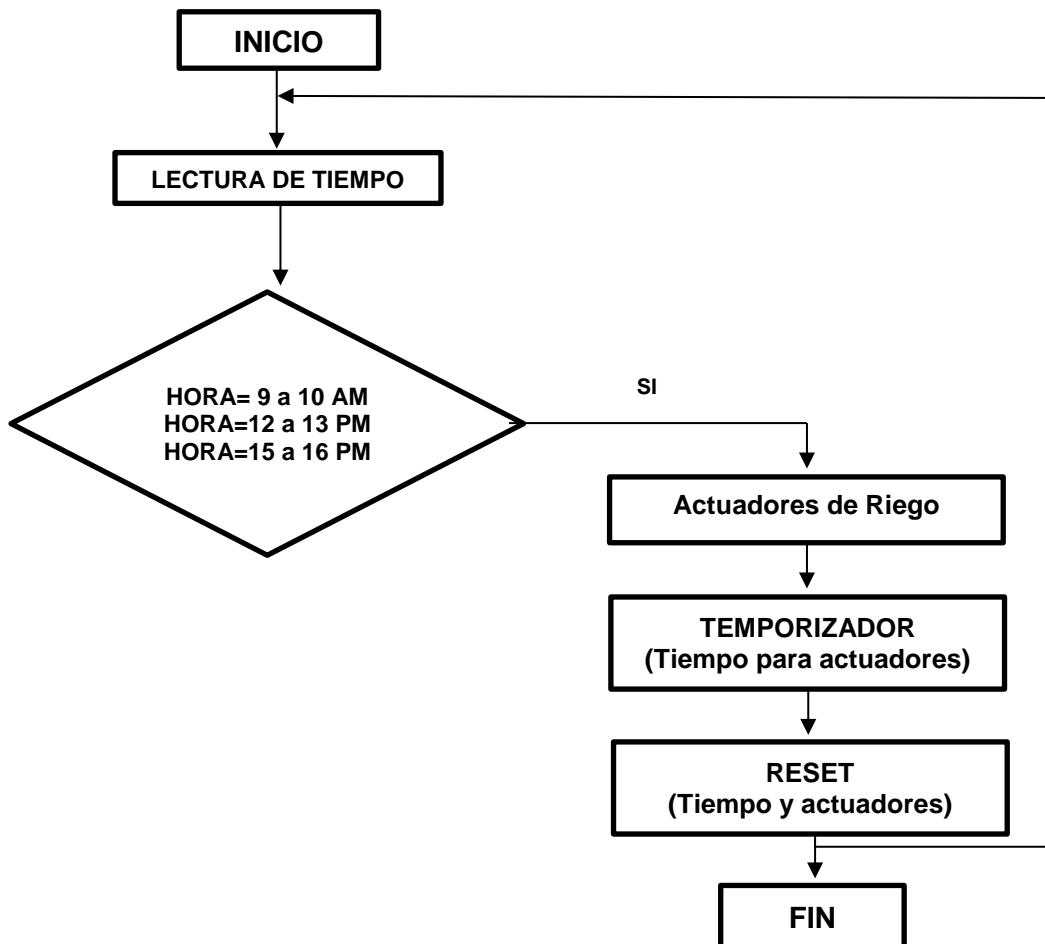 INICIO
LECTURA DE TIEMPO
HORA= 9 a 10 AM
HORA=12 a 13 PM
HORA=15 a 16 PM
SI
Actuadores de Riego
TEMPORIZADOR
(Tiempo para actuadores)
RESET
(Tiempo y actuadores)
FIN